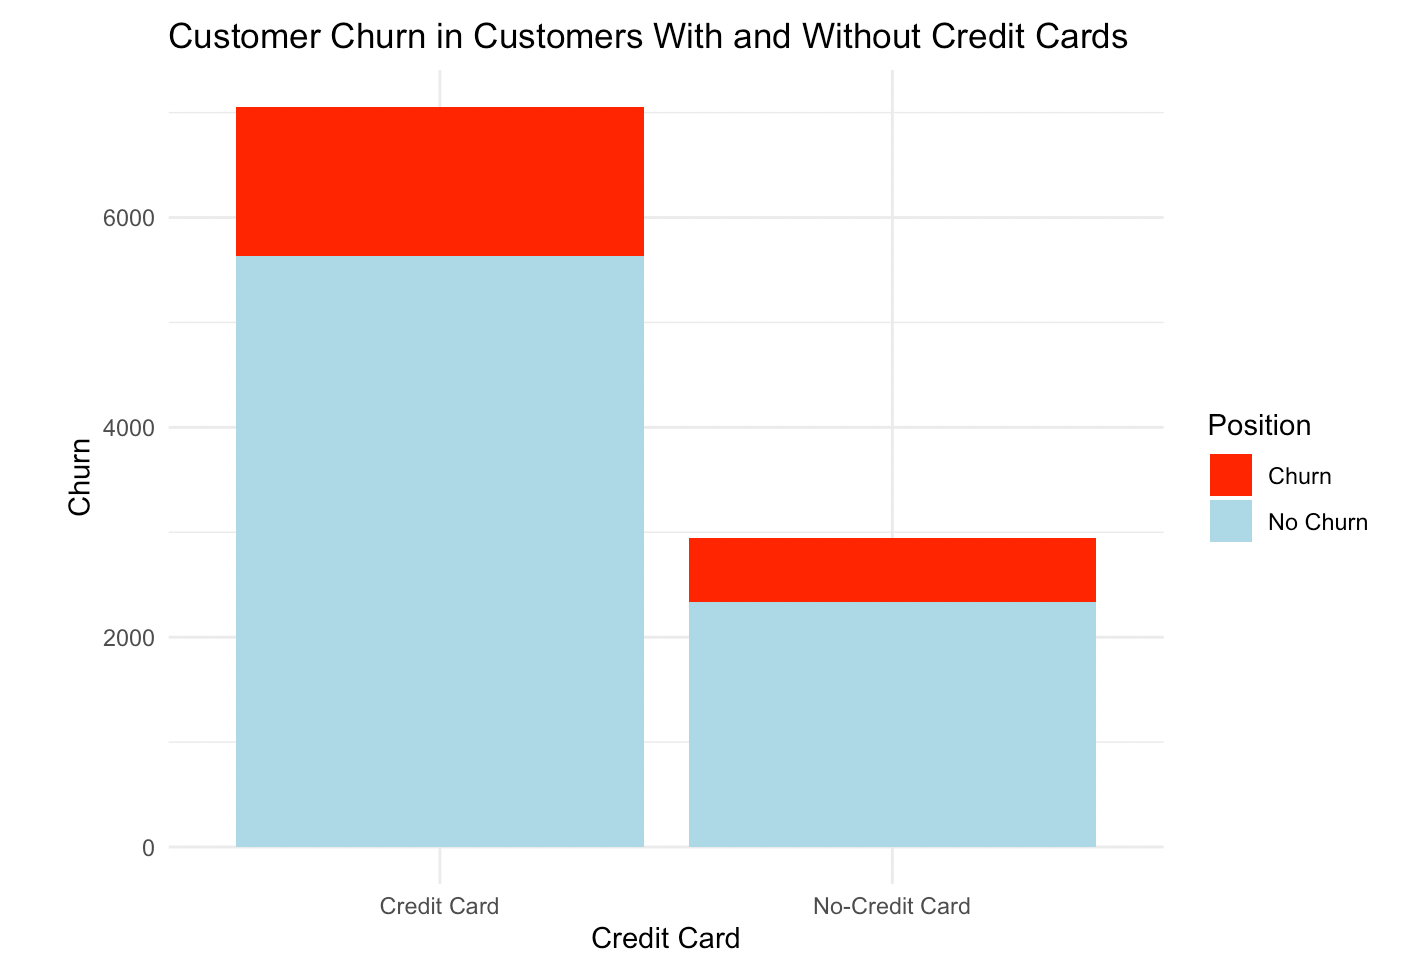 Customer Churn in Customers With and Without Credit Cards
6000
4000
2000
0
Churn
Credit Card
No-Credit Card
Credit Card
Position
Churn
No Churn